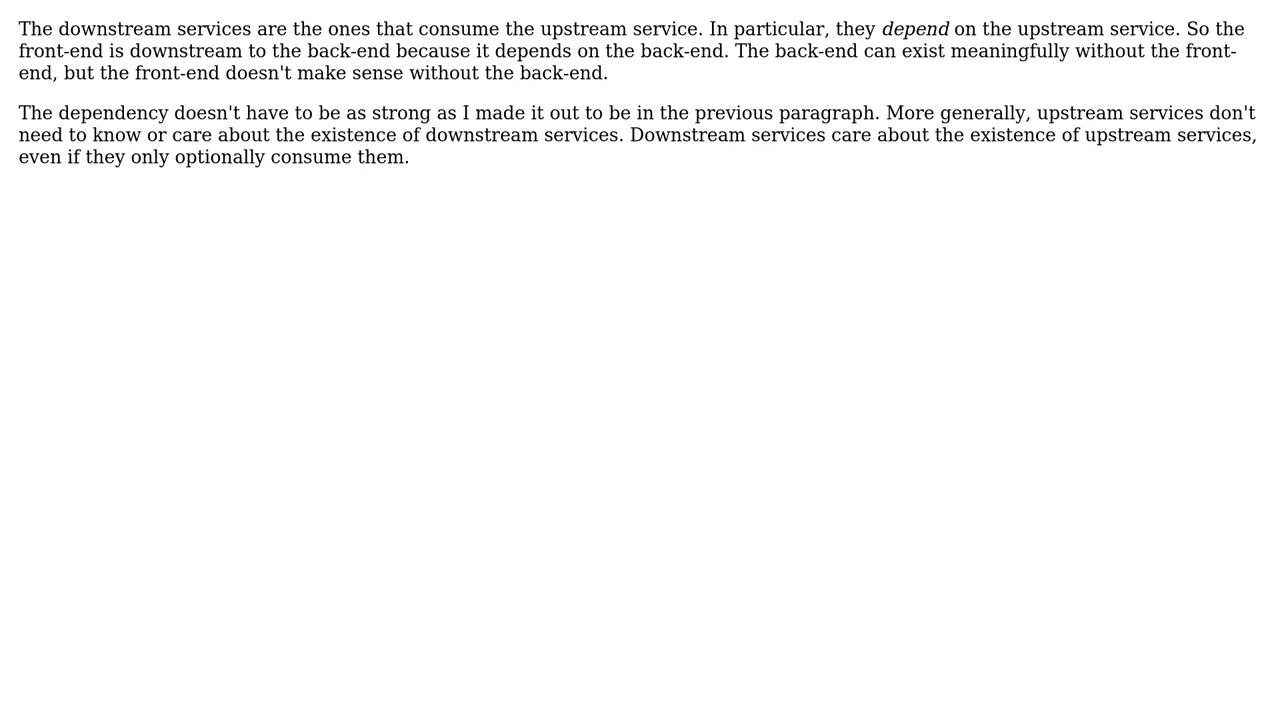 The downstream services are the ones that consume the upstream service. In particular, they depend on the upstream service. So the
front-end is downstream to the back-end because it depends on the back-end. The back-end can exist meaningfully without the front-
end, but the front-end doesn't make sense without the back-end.
The dependency doesn't have to be as strong as I made it out to be in the previous paragraph. More generally, upstream services don't
need to know or care about the existence of downstream services. Downstream services care about the existence of upstream services,
even if they only optionally consume them.